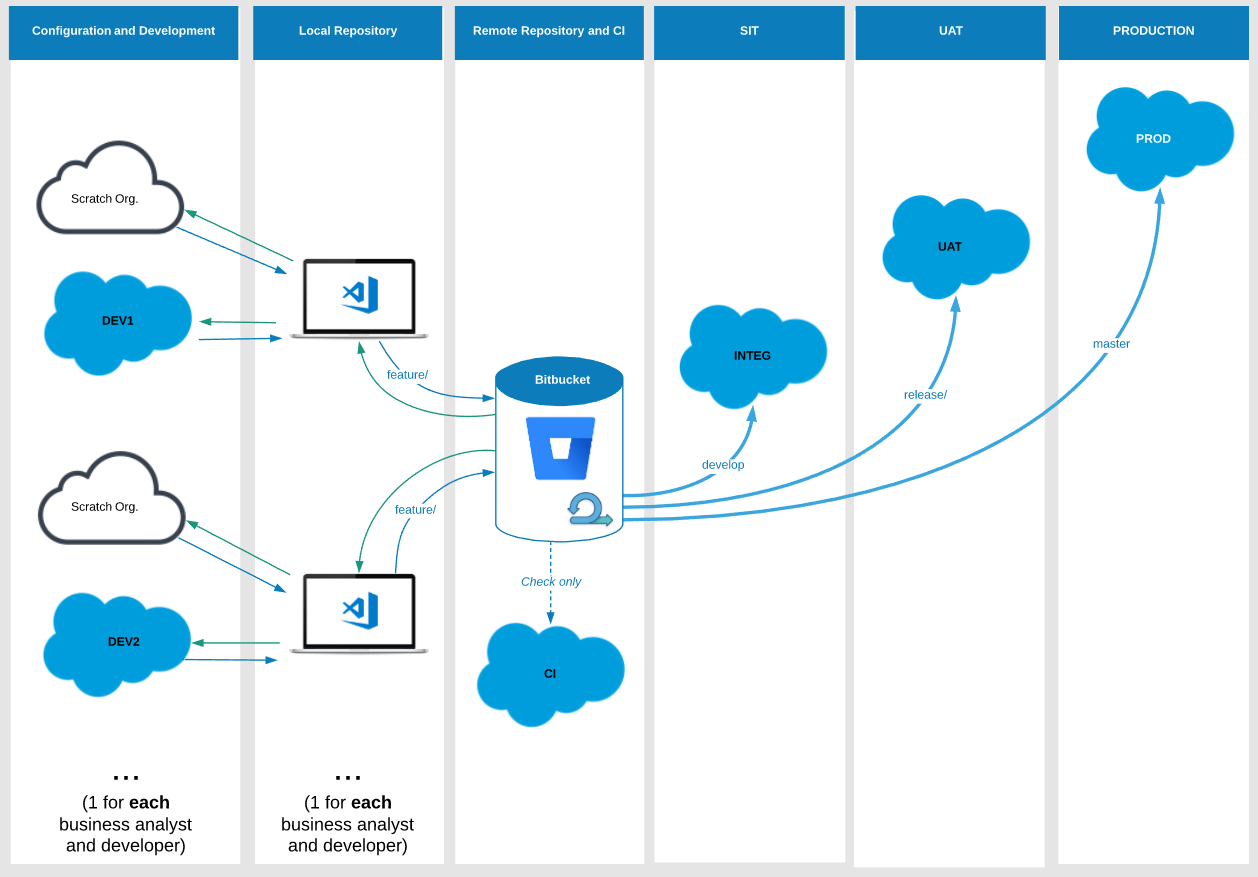 Configuration and Development
Local Repository
Remote Repository and CI
SIT
UAT
PRODUCTION
PROD
Scratch Org.
UAT
DEV1
INTEG
master
feature/
Bitbucket
release/
develop
Scratch Org.
feature/
Check only
DEV2
CI
...
(1 for each
business analyst
and developer)
...
(1 for each
business analyst
and developer)